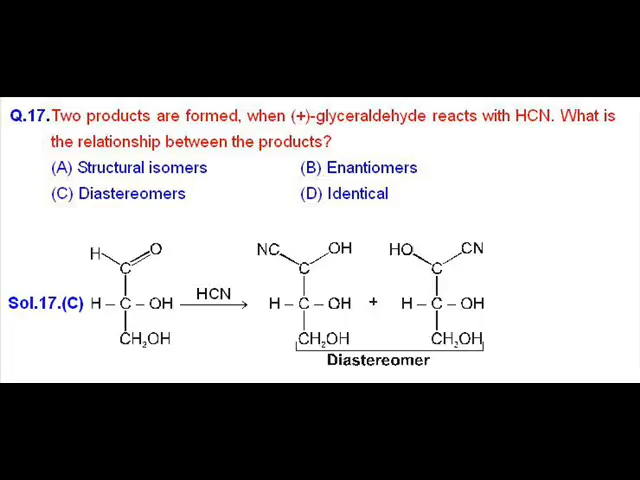 Q.17. Two products are formed, when (+)-glyceraldehyde reacts with HCN. What is
the relationship between the products?
(A) Structural isomers (B) Enantiomers
(C) Diastereomers (D) Identical
H O NC OH HO CN
C C C
Sol.17.(C) H – C – OH HCN H – C – OH + H – C – OH
CH₂OH CH₂OH CH₂OH
Diastereomer